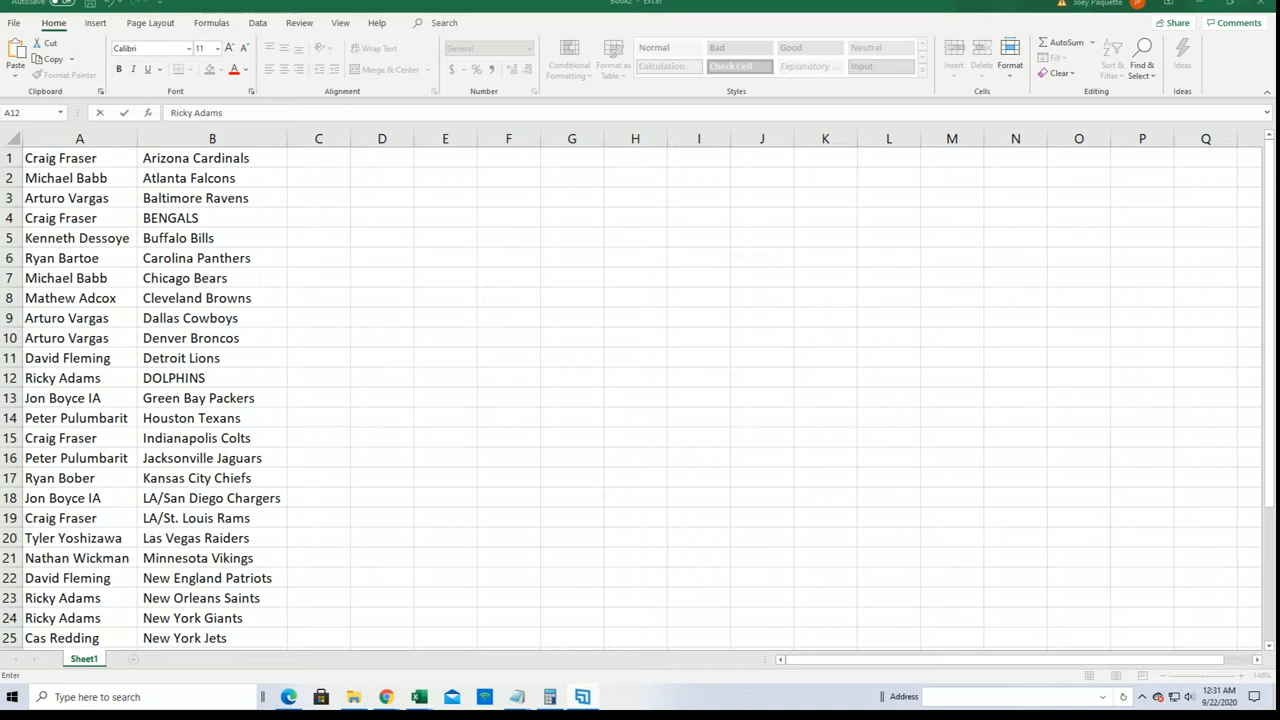 AutoSave Book2 - Excel Joey Paquette JP
File Home Insert Page Layout Formulas Data Review View Help Search Share Comments
Paste Cut Copy Format Painter Clipboard
Calibri 11 B I U A Font
Wrap Text Merge & Center Alignment
General $ % Number
Conditional Formatting Format as Table
Normal Bad Good Neutral
Calculation Check Cell Explanatory ... Input
Styles
Insert Delete Format Cells
AutoSum Fill Clear Sort & Filter Find & Select Editing
Ideas Ideas
A12 fx Ricky Adams
A B C D E F G H I J K L M N O P Q
1 Craig Fraser Arizona Cardinals
2 Michael Babb Atlanta Falcons
3 Arturo Vargas Baltimore Ravens
4 Craig Fraser BENGALS
5 Kenneth Dessoye Buffalo Bills
6 Ryan Bartoe Carolina Panthers
7 Michael Babb Chicago Bears
8 Mathew Adcox Cleveland Browns
9 Arturo Vargas Dallas Cowboys
10 Arturo Vargas Denver Broncos
11 David Fleming Detroit Lions
12 Ricky Adams DOLPHINS
13 Jon Boyce IA Green Bay Packers
14 Peter Pulumbarit Houston Texans
15 Craig Fraser Indianapolis Colts
16 Peter Pulumbarit Jacksonville Jaguars
17 Ryan Bober Kansas City Chiefs
18 Jon Boyce IA LA/San Diego Chargers
19 Craig Fraser LA/St. Louis Rams
20 Tyler Yoshizawa Las Vegas Raiders
21 Nathan Wickman Minnesota Vikings
22 David Fleming New England Patriots
23 Ricky Adams New Orleans Saints
24 Ricky Adams New York Giants
25 Cas Redding New York Jets
Sheet1
Enter 148%
Type here to search Address 12:31 AM
9/22/2020